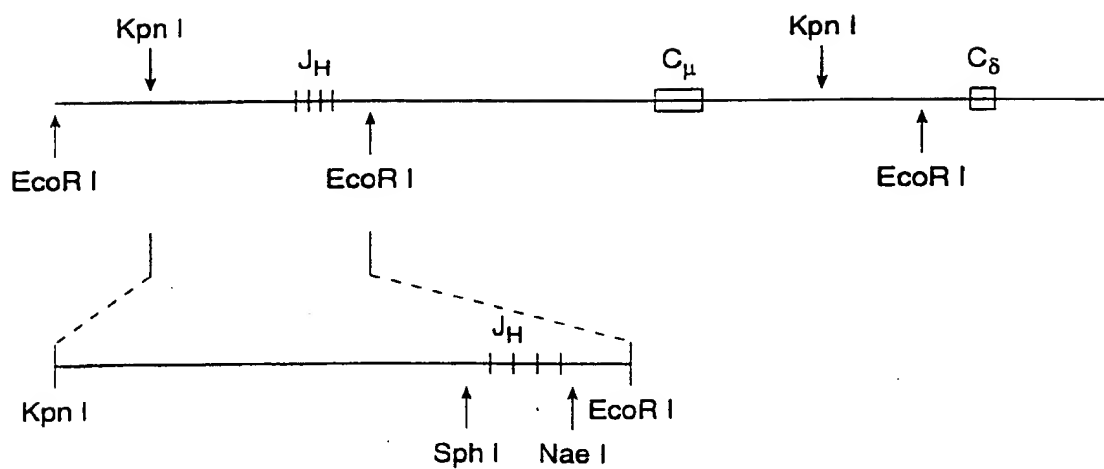 Kpn I
Kpn I
J_H
C_μ
C_δ
EcoR I
EcoR I
EcoR I
J_H
Kpn I
EcoR I
Sph I
Nae I